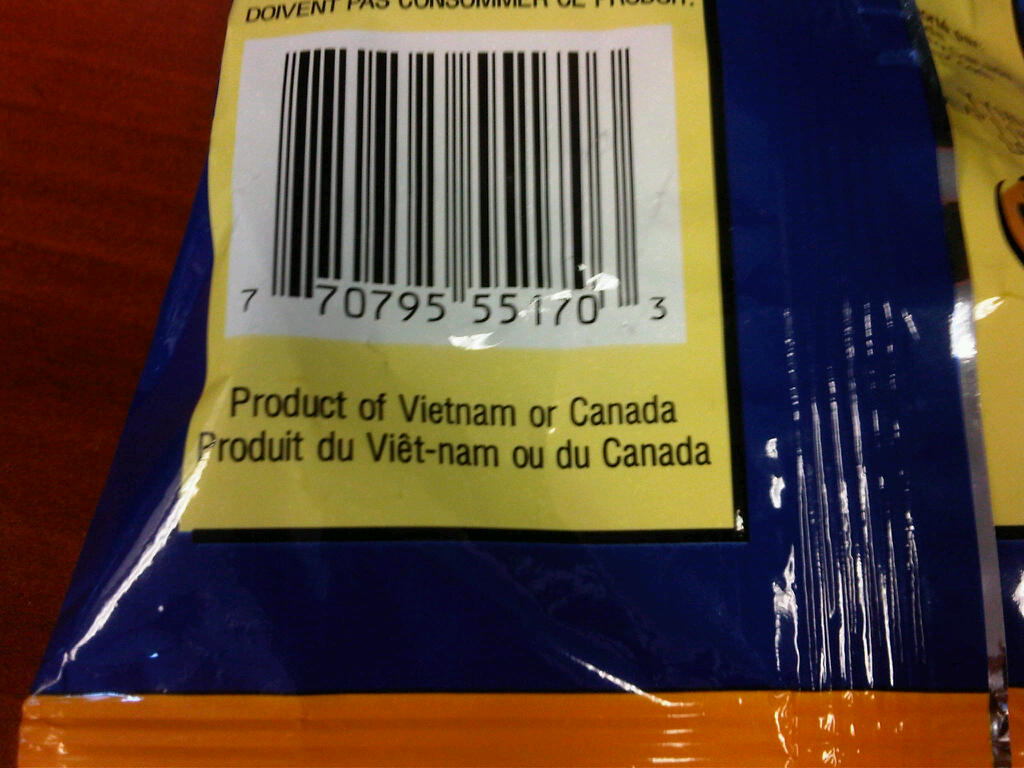 DOIVENT PAS CONSOMMER CE PRODUIT.
7 70795 55170 3
Product of Vietnam or Canada
Produit du Viêt-nam ou du Canada